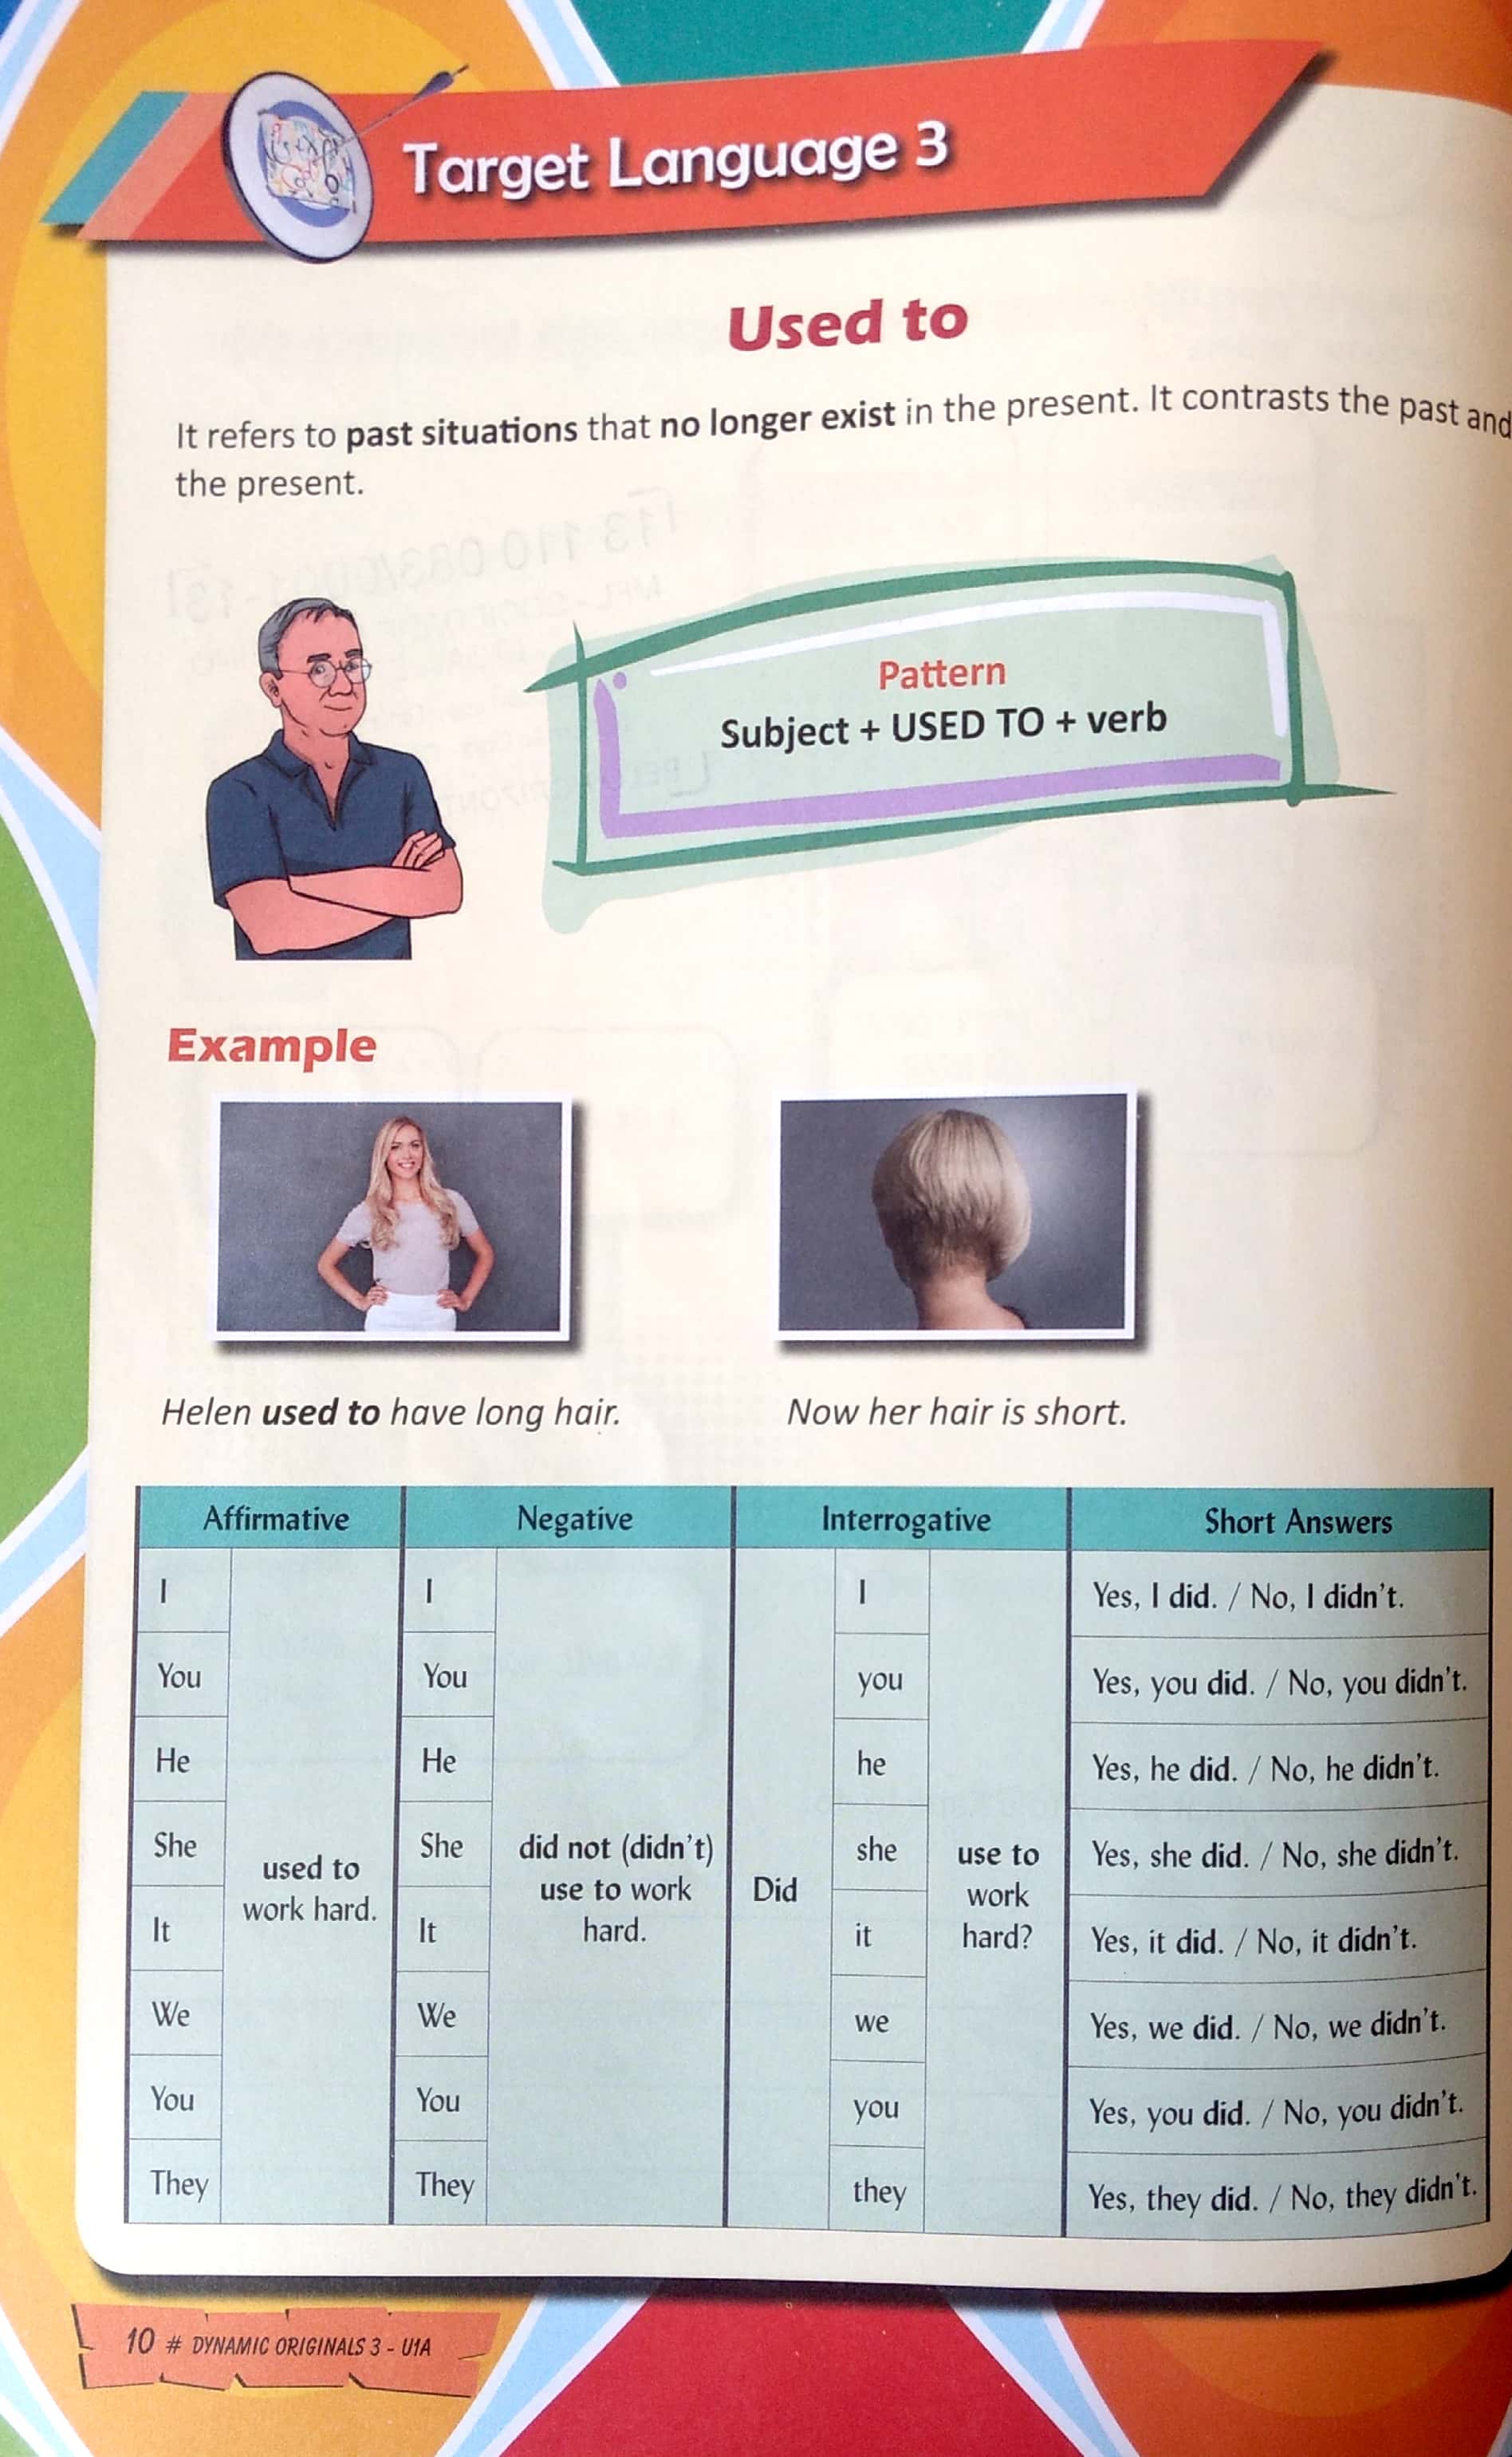 Target Language 3
Used to
It refers to past situations that no longer exist in the present. It contrasts the past and
the present.
Pattern
Subject + USED TO + verb
Example
Helen used to have long hair.
Now her hair is short.
Affirmative Negative Interrogative Short Answers
I I I Yes, I did. / No, I didn't.
You You you Yes, you did. / No, you didn't.
He He he Yes, he did. / No, he didn't.
She She did not (didn't) she use to Yes, she did. / No, she didn't.
used to use to work Did work
work hard. hard. hard?
It It it Yes, it did. / No, it didn't.
We We we Yes, we did. / No, we didn't.
You You you Yes, you did. / No, you didn't.
They They they Yes, they did. / No, they didn't.
10 # DYNAMIC ORIGINALS 3 - U1A